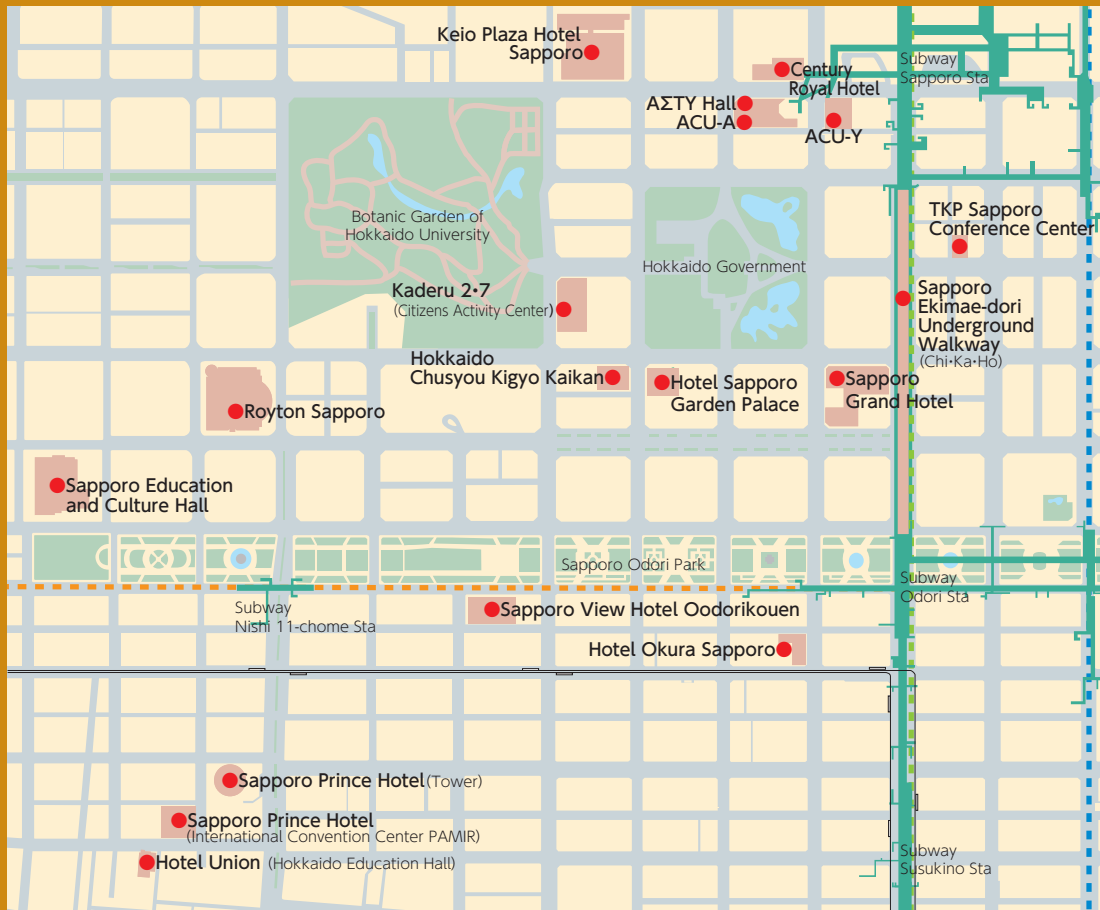 Keio Plaza Hotel
Sapporo
Century
Royal Hotel
Subway
Sapporo Sta
AΣTY Hall
ACU-A
ACU-Y
Botanic Garden of
Hokkaido University
Hokkaido Government
TKP Sapporo
Conference Center
Kaderu 2・7
(Citizens Activity Center)
Sapporo
Ekimae-dori
Underground
Walkway
(Chi・Ka・Ho)
Hokkaido
Chusyou Kigyo Kaikan
Hotel Sapporo
Garden Palace
Sapporo
Grand Hotel
Royton Sapporo
Sapporo Education
and Culture Hall
Sapporo Odori Park
Subway
Odori Sta
Subway
Nishi 11-chome Sta
Sapporo View Hotel Oodorikouen
Hotel Okura Sapporo
Sapporo Prince Hotel (Tower)
Sapporo Prince Hotel
(International Convention Center PAMIR)
Hotel Union (Hokkaido Education Hall)
Subway
Susukino Sta